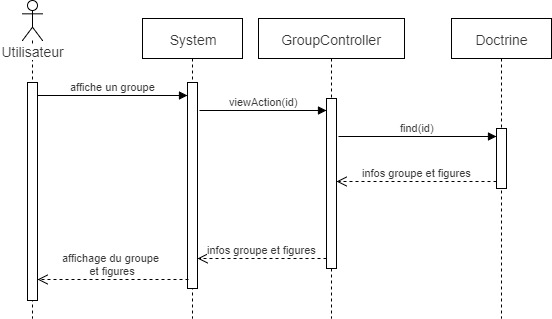 Utilisateur
System
GroupController
Doctrine
affiche un groupe
viewAction(id)
find(id)
infos groupe et figures
infos groupe et figures
affichage du groupe
et figures